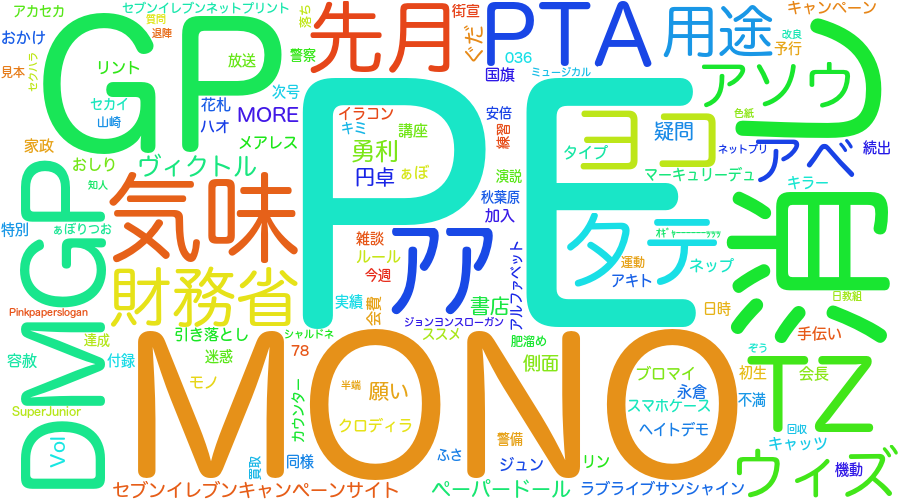 アカセカ
セブンイレブンネットプリント
質問
退陣
落ち
先月
街宣
ぐだ
PTA
用途
キャンペーン
改良
予行
おかけ
GP
放送
警察
036
国旗
ミュージカル
アソウ
見本
セクハラ
リント
セカイ
山崎
花札
ハオ
次号
MORE
メアレス
イラコン
キミ
講座
勇利
円卓
ぁぼ
安倍
練習
ヨコ
疑問
色紙
ネットプリ
アベ
続出
家政
おしり
知人
ヴィクトル
PE
演説
秋葉原
加入
タイプ
マーキュリーデュ
キラー
特別
ぁぼりつお
気味
雑談
ルール
今週
アア
アルファベット
タテ
ｵｷﾞｬｰｰｰｰｰｰｯｯｯ
運動
アキト
ネップ
日時
日教組
Pinkpaperslogan
DMGP
財務省
実績
会費
ジョンヨンスローガン
書店
達成
付録
容赦
引き落とし
迷惑
シャルドネ
78
ススメ
肥溜め
側面
手伝い
ぞう
MONO
モノ
半端
願い
クロディラ
カウンター
ブロマイ
永倉
スマホケース
ヘイトデモ
初生
会長
不満
TZ
回収
キャッツ
SuperJunior
Vol
買取
同様
ふさ
警備
ジュン
リン
ウィズ
機動
セブンイレブンキャンペーンサイト
ペーパードール
ラブライブサンシャイン